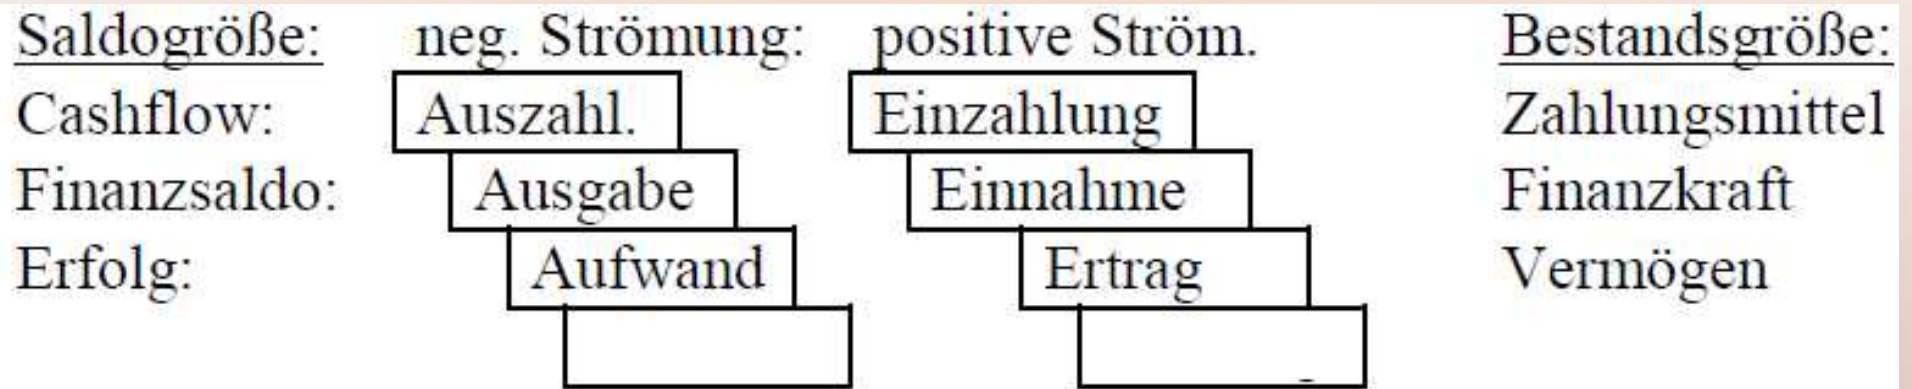 Saldogröße: neg. Strömung: positive Ström. Bestandsgröße:
Cashflow: Auszahl. Einzahlung Zahlungsmittel
Finanzsaldo: Ausgabe Einnahme Finanzkraft
Erfolg: Aufwand Ertrag Vermögen